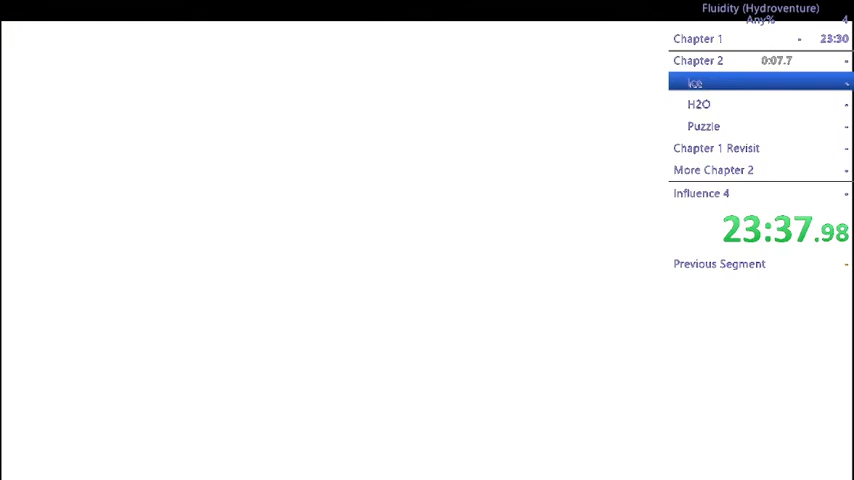 Fluidity (Hydroventure)
Any% 4
Chapter 1 - 23:30
Chapter 2 0:07.7 -
Ice -
H2O -
Puzzle -
Chapter 1 Revisit -
More Chapter 2 -
Influence 4 -
23:37.98
Previous Segment -